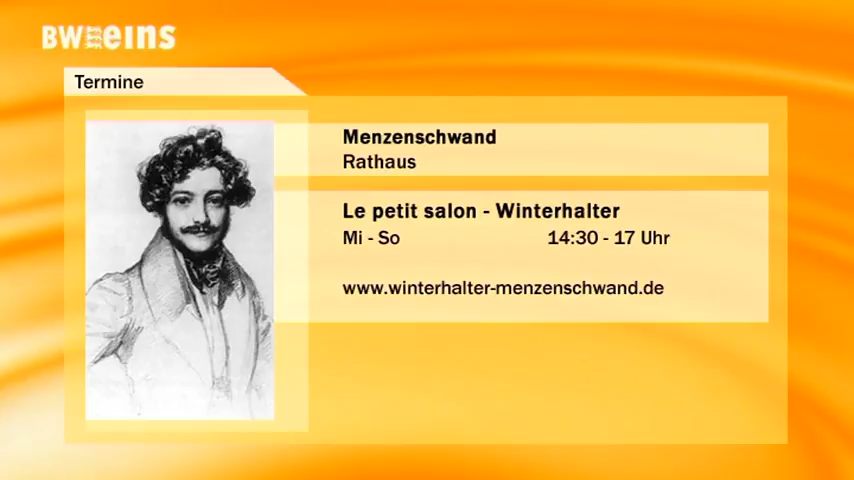 BW eins
Termine
Menzenschwand
Rathaus
Le petit salon - Winterhalter
Mi - So 14:30 - 17 Uhr
www.winterhalter-menzenschwand.de